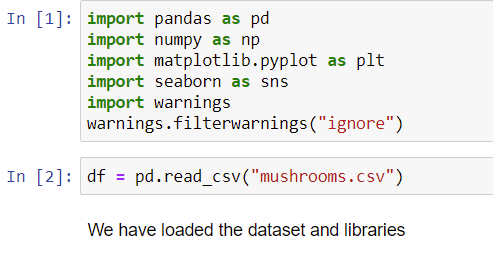 In [1]: import pandas as pd
import numpy as np
import matplotlib.pyplot as plt
import seaborn as sns
import warnings
warnings.filterwarnings("ignore")
In [2]: df = pd.read_csv("mushrooms.csv")
We have loaded the dataset and libraries